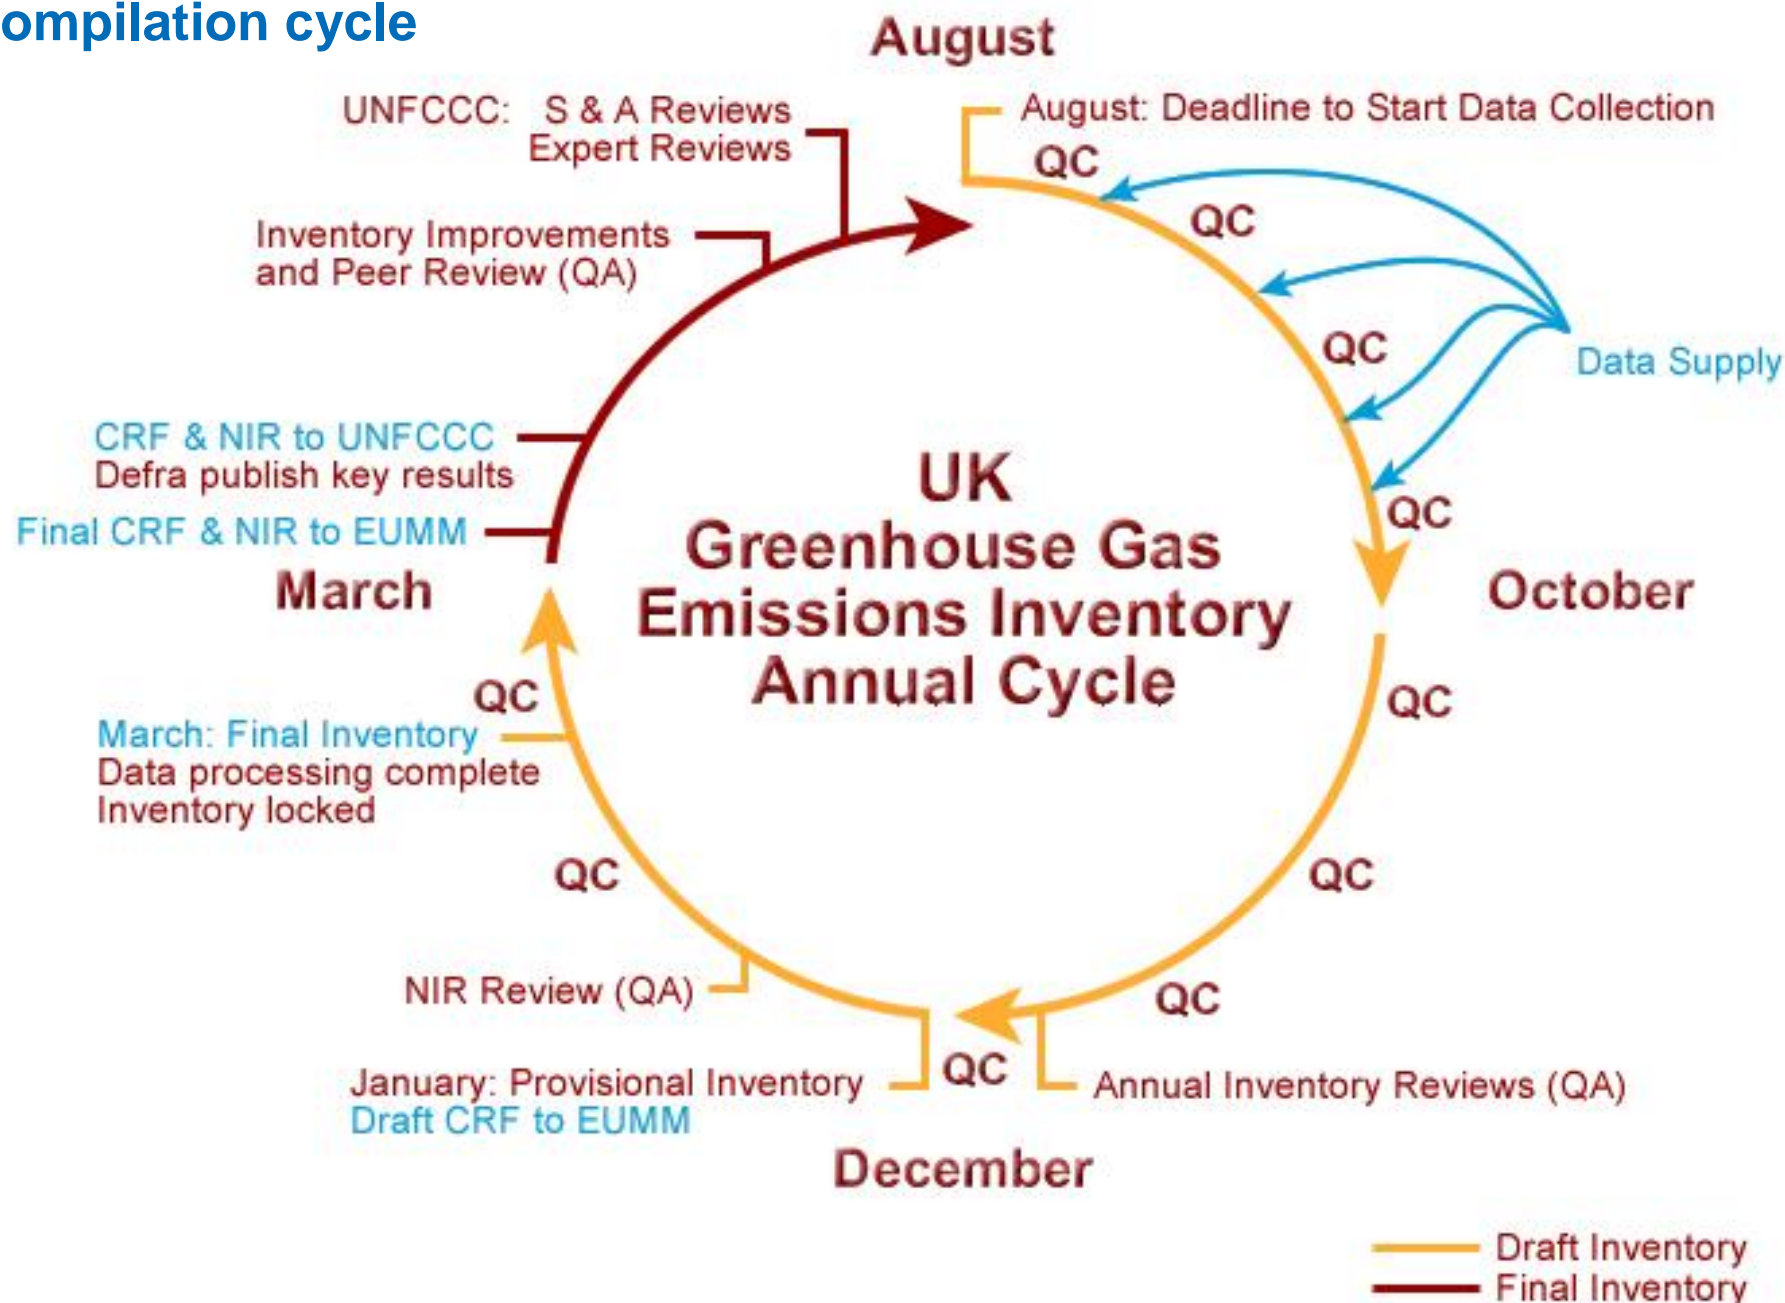 ompilation cycle
August
UNFCCC: S & A Reviews
Expert Reviews
August: Deadline to Start Data Collection
QC
QC
Inventory Improvements
and Peer Review (QA)
QC
Data Supply
CRF & NIR to UNFCCC
Defra publish key results
Final CRF & NIR to EUMM
March
UK
Greenhouse Gas
Emissions Inventory
Annual Cycle
QC
October
QC
QC
March: Final Inventory
Data processing complete
Inventory locked
QC
QC
NIR Review (QA)
QC
January: Provisional Inventory
Draft CRF to EUMM
QC
Annual Inventory Reviews (QA)
December
Draft Inventory
Final Inventory